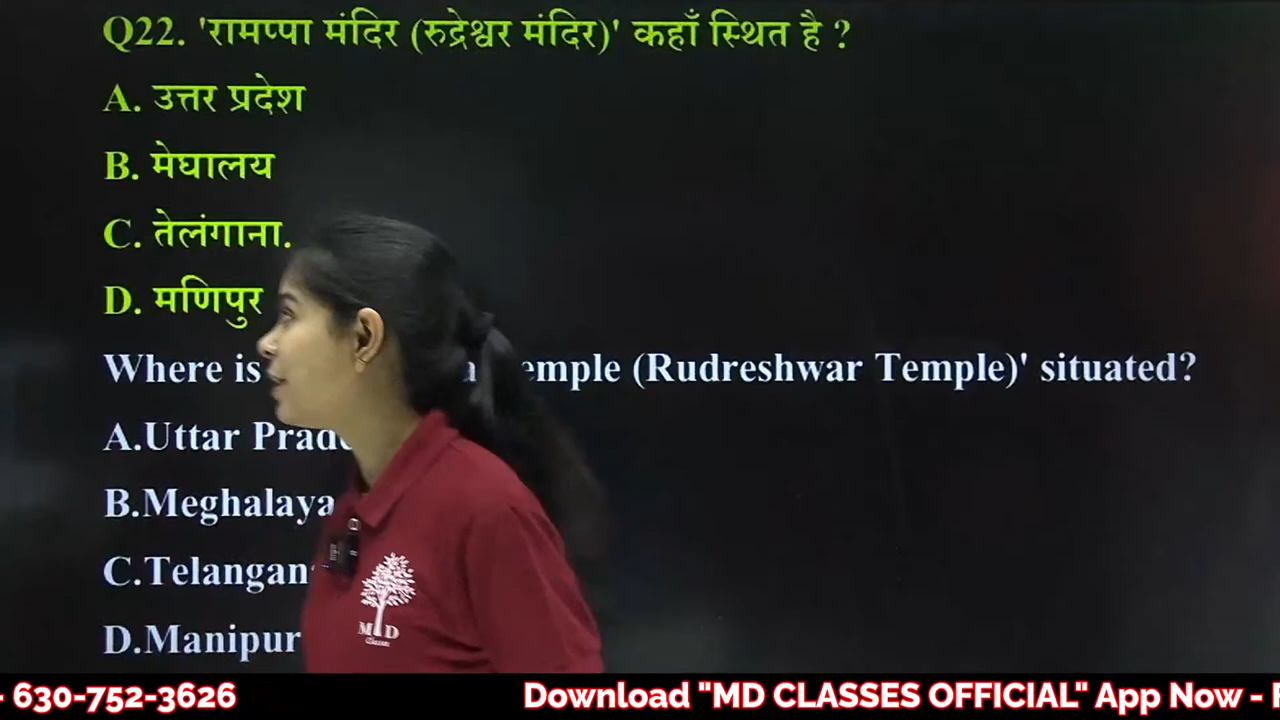 Q22. 'रामप्पा मंदिर (रुद्रेश्वर मंदिर)' कहाँ स्थित है ?
A. उत्तर प्रदेश
B. मेघालय
C. तेलंगाना.
D. मणिपुर
Where is emple (Rudreshwar Temple)' situated?
A.Uttar
B.Meghalaya
C.Telangan
D.Manipur
MD
- 630-752-3626 Download "MD CLASSES OFFICIAL" App Now -